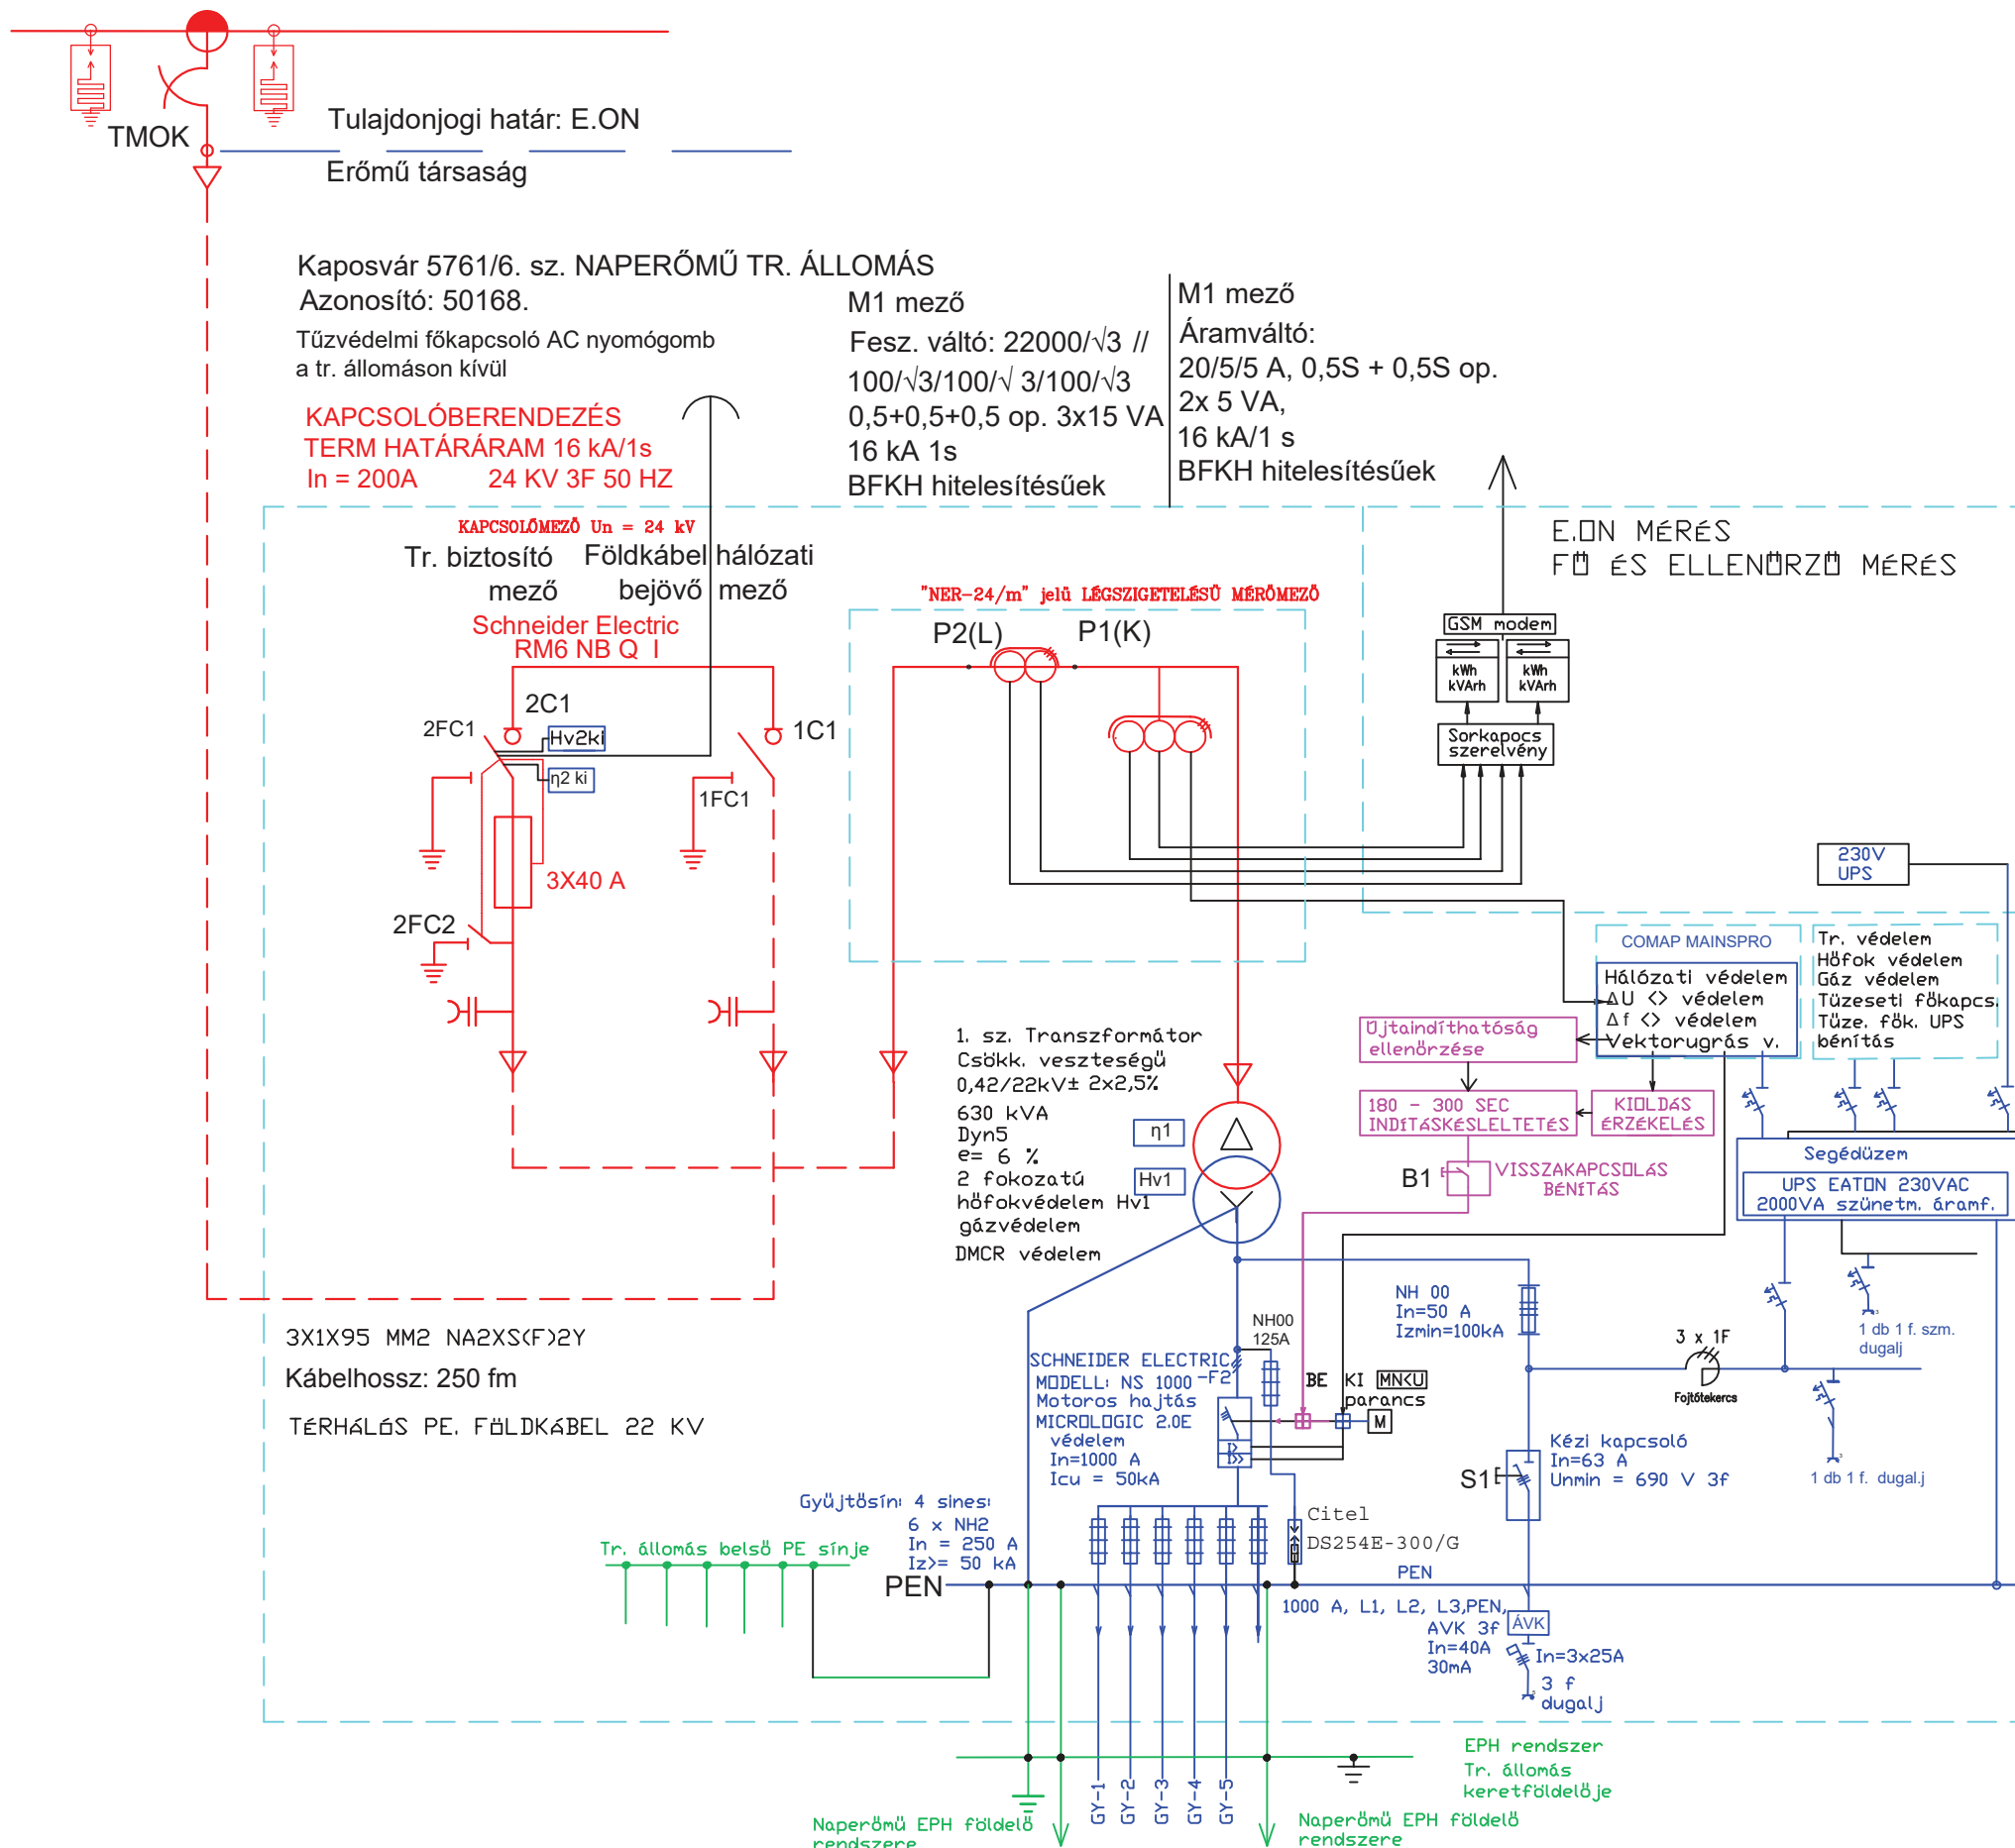 TMOK
Tulajdonjogi határ: E.ON
Erőmű társaság
Kaposvár 5761/6. sz. NAPERŐMŰ TR. ÁLLOMÁS
Azonosító: 50168.
Tűzvédelmi főkapcsoló AC nyomógomb
a tr. állomáson kívül
KAPCSOLÓBERENDEZÉS
TERM HATÁRÁRAM 16 kA/1s
In = 200A 24 KV 3F 50 HZ
M1 mező
Fesz. váltó: 22000/√3 //
100/√3/100/√ 3/100/√3
0,5+0,5+0,5 op. 3x15 VA
16 kA 1s
BFKH hitelesítésűek
M1 mező
Áramváltó:
20/5/5 A, 0,5S + 0,5S op.
2x 5 VA,
16 kA/1 s
BFKH hitelesítésűek
KAPCSOLÓMEZŐ Un = 24 kV
Tr. biztosító
mező
Földkábel hálózati
bejövő mező
Schneider Electric
RM6 NB Q I
2C1
2FC1
Hv2ki
η2 ki
1C1
1FC1
3X40 A
2FC2
"NER-24/m" jelü LÉGSZIGETELÉSŰ MÉRŐMEZŐ
P2(L)
P1(K)
E.ON MÉRÉS
FŐ ÉS ELLENŐRZŐ MÉRÉS
GSM modem
kWh
kVArh
kWh
kVArh
Sorkapocs
szerelvény
230V
UPS
COMAP MAINSPRO
Hálózati védelem
ΔU <> védelem
Δf <> védelem
Vektorugrás v.
Tr. védelem
Hőfok védelem
Gáz védelem
Tüzeseti főkapcs.
Tüze. fők. UPS
bénítás
Újtaindíthatóság
ellenőrzése
180 - 300 SEC
INDÍTÁSKÉSLELTETÉS
KIOLDÁS
ÉRZÉKELÉS
B1
VISSZAKAPCSOLÁS
BÉNÍTÁS
Segédüzem
UPS EATON 230VAC
2000VA szünetm. áramf.
1. sz. Transzformátor
Csökk. veszteségű
0,42/22kV± 2x2,5%
630 kVA
Dyn5
e= 6 %
2 fokozatú
hőfokvédelem Hv1
gázvédelem
DMCR védelem
η1
Hv1
3X1X95 MM2 NA2XS(F)2Y
Kábelhossz: 250 fm
TÉRHÁLÓS PE. FÖLDKÁBEL 22 KV
NH 00
In=50 A
Izmin=100kA
NH00
125A
SCHNEIDER ELECTRIC
MODELL: NS 1000
Motoros hajtás
MICROLOGIC 2.0E
védelem
In=1000 A
Icu = 50kA
-F2
BE
KI
MN<U
parancs
M
I>
I>>
3 x 1F
Fojtótekercs
1 db 1 f. szm.
dugalj
1 db 1 f. dugal.j
S1
Kézi kapcsoló
In=63 A
Unmin = 690 V 3f
Gyűjtősín: 4 sines:
6 x NH2
In = 250 A
Iz>= 50 kA
Citel
DS254E-300/G
Tr. állomás belső PE sínje
PEN
PEN
1000 A, L1, L2, L3,PEN,
AVK 3f
In=40A
30mA
ÁVK
In=3x25A
3 f
dugalj
GY-1
GY-2
GY-3
GY-4
GY-5
EPH rendszer
Tr. állomás
keretföldelője
Naperőmű EPH földelő
rendszere
Naperőmű EPH földelő
rendszere